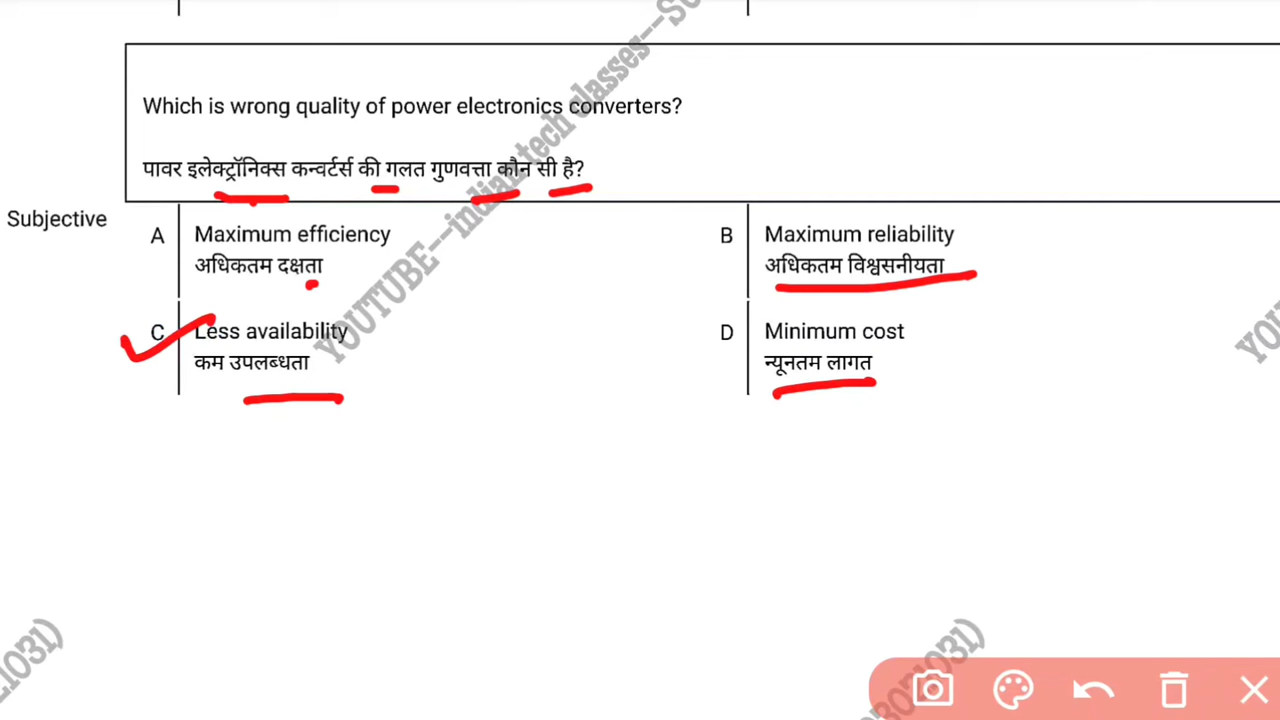 Which is wrong quality of power electronics converters?
पावर इलेक्ट्रॉनिक्स कन्वर्टर्स की गलत गुणवत्ता कौन सी है?
Subjective
A Maximum efficiency
अधिकतम दक्षता
B Maximum reliability
अधिकतम विश्वसनीयता
C Less availability
कम उपलब्धता
D Minimum cost
न्यूनतम लागत
YOUTUBE--indian tech classes--